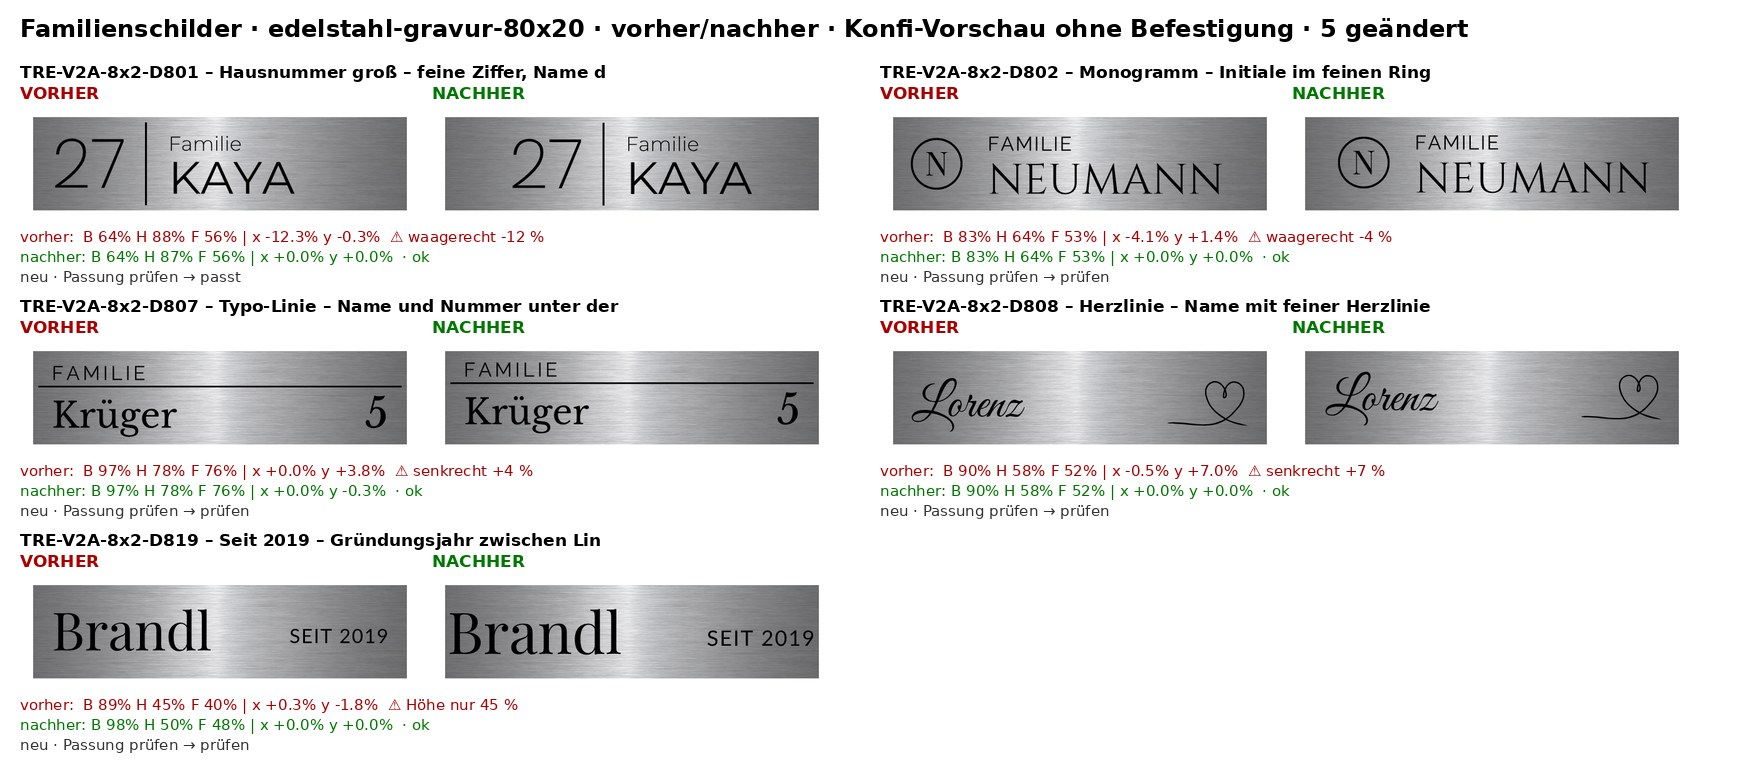 Familienschilder · edelstahl-gravur-80x20 · vorher/nachher · Konfi-Vorschau ohne Befestigung · 5 geändert
TRE-V2A-8x2-D801 – Hausnummer groß – feine Ziffer, Name d
VORHER NACHHER
27 Familie
KAYA
27 Familie
KAYA
vorher: B 64% H 88% F 56% | x -12.3% y -0.3% ⚠ waagerecht -12 %
nachher: B 64% H 87% F 56% | x +0.0% y +0.0% · ok
neu · Passung prüfen → passt
TRE-V2A-8x2-D802 – Monogramm – Initiale im feinen Ring
VORHER NACHHER
N FAMILIE
NEUMANN
N FAMILIE
NEUMANN
vorher: B 83% H 64% F 53% | x -4.1% y +1.4% ⚠ waagerecht -4 %
nachher: B 83% H 64% F 53% | x +0.0% y +0.0% · ok
neu · Passung prüfen → prüfen
TRE-V2A-8x2-D807 – Typo-Linie – Name und Nummer unter der
VORHER NACHHER
FAMILIE
Krüger 5
FAMILIE
Krüger 5
vorher: B 97% H 78% F 76% | x +0.0% y +3.8% ⚠ senkrecht +4 %
nachher: B 97% H 78% F 76% | x +0.0% y -0.3% · ok
neu · Passung prüfen → prüfen
TRE-V2A-8x2-D808 – Herzlinie – Name mit feiner Herzlinie
VORHER NACHHER
Lorenz
Lorenz
vorher: B 90% H 58% F 52% | x -0.5% y +7.0% ⚠ senkrecht +7 %
nachher: B 90% H 58% F 52% | x +0.0% y +0.0% · ok
neu · Passung prüfen → prüfen
TRE-V2A-8x2-D819 – Seit 2019 – Gründungsjahr zwischen Lin
VORHER NACHHER
Brandl SEIT 2019
Brandl SEIT 2019
vorher: B 89% H 45% F 40% | x +0.3% y -1.8% ⚠ Höhe nur 45 %
nachher: B 98% H 50% F 48% | x +0.0% y +0.0% · ok
neu · Passung prüfen → prüfen